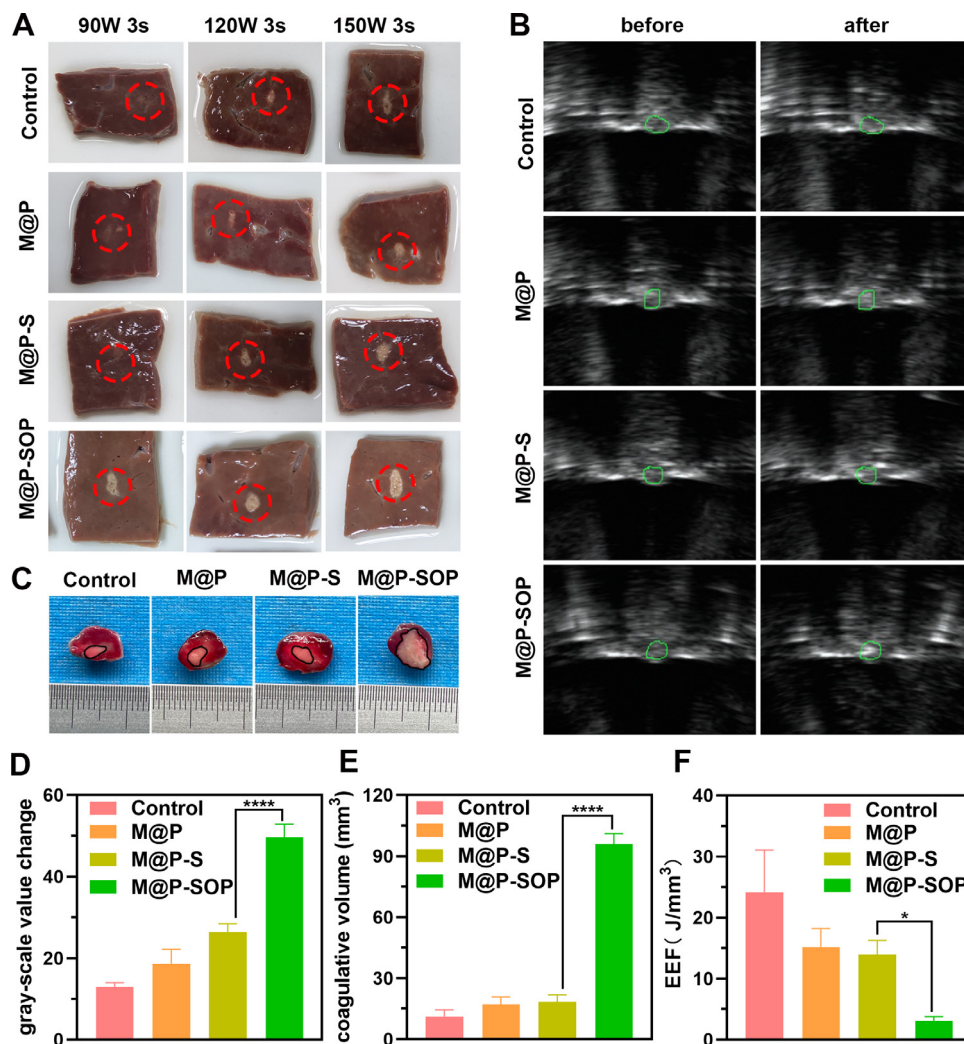 A
90W 3s 120W 3s 150W 3s
Control
M@P
M@P-S
M@P-SOP
B
before after
Control
M@P
M@P-S
M@P-SOP
C
Control M@P M@P-S M@P-SOP
D
gray-scale value change
60
40
20
0
Control
M@P
M@P-S
M@P-SOP
****
E
coagulative volume (mm³)
120
90
60
30
0
Control
M@P
M@P-S
M@P-SOP
****
F
EEF( J/mm³)
40
30
20
10
0
Control
M@P
M@P-S
M@P-SOP
*